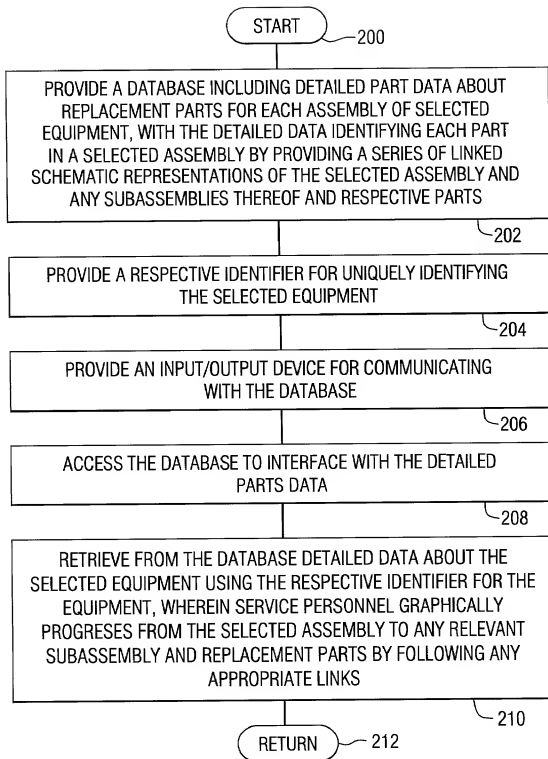 START
200
PROVIDE A DATABASE INCLUDING DETAILED PART DATA ABOUT
REPLACEMENT PARTS FOR EACH ASSEMBLY OF SELECTED
EQUIPMENT, WITH THE DETAILED DATA IDENTIFYING EACH PART
IN A SELECTED ASSEMBLY BY PROVIDING A SERIES OF LINKED
SCHEMATIC REPRESENTATIONS OF THE SELECTED ASSEMBLY AND
ANY SUBASSEMBLIES THEREOF AND RESPECTIVE PARTS
202
PROVIDE A RESPECTIVE IDENTIFIER FOR UNIQUELY IDENTIFYING
THE SELECTED EQUIPMENT
204
PROVIDE AN INPUT/OUTPUT DEVICE FOR COMMUNICATING
WITH THE DATABASE
206
ACCESS THE DATABASE TO INTERFACE WITH THE DETAILED
PARTS DATA
208
RETRIEVE FROM THE DATABASE DETAILED DATA ABOUT THE
SELECTED EQUIPMENT USING THE RESPECTIVE IDENTIFIER FOR THE
EQUIPMENT, WHEREIN SERVICE PERSONNEL GRAPHICALLY
PROGRESES FROM THE SELECTED ASSEMBLY TO ANY RELEVANT
SUBASSEMBLY AND REPLACEMENT PARTS BY FOLLOWING ANY
APPROPRIATE LINKS
210
RETURN
212